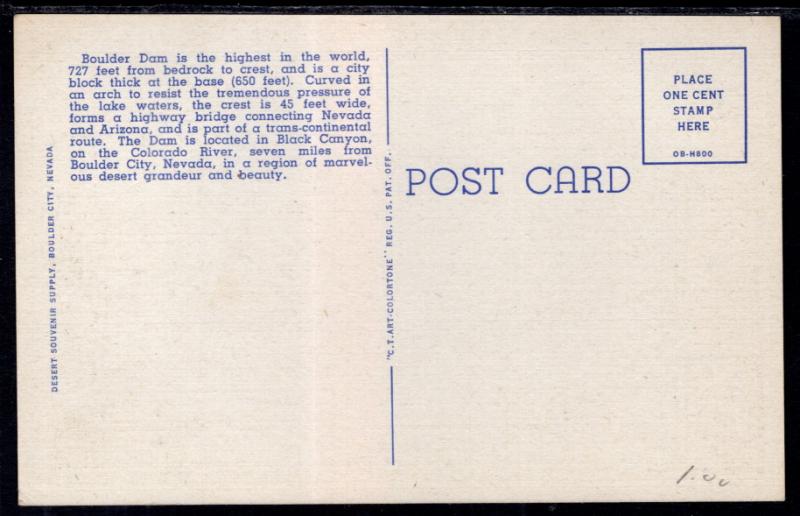 Boulder Dam is the highest in the world,
727 feet from bedrock to crest, and is a city
block thick at the base (650 feet). Curved in
an arch to resist the tremendous pressure of
the lake waters, the crest is 45 feet wide,
forms a highway bridge connecting Nevada
and Arizona, and is part of a trans-continental
route. The Dam is located in Black Canyon,
on the Colorado River, seven miles from
Boulder City, Nevada, in a region of marvel-
ous desert grandeur and beauty.
DESERT SOUVENIR SUPPLY, BOULDER CITY, NEVADA
"C.T.ART-COLORTONE" REG. U.S. PAT. OFF.
POST CARD
PLACE
ONE CENT
STAMP
HERE
OB-H800
1.00